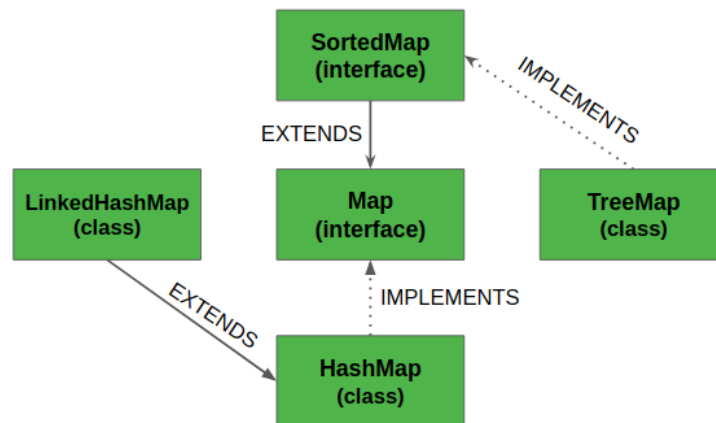 SortedMap
(interface)
IMPLEMENTS
EXTENDS
LinkedHashMap
(class)
Map
(interface)
TreeMap
(class)
EXTENDS
IMPLEMENTS
HashMap
(class)